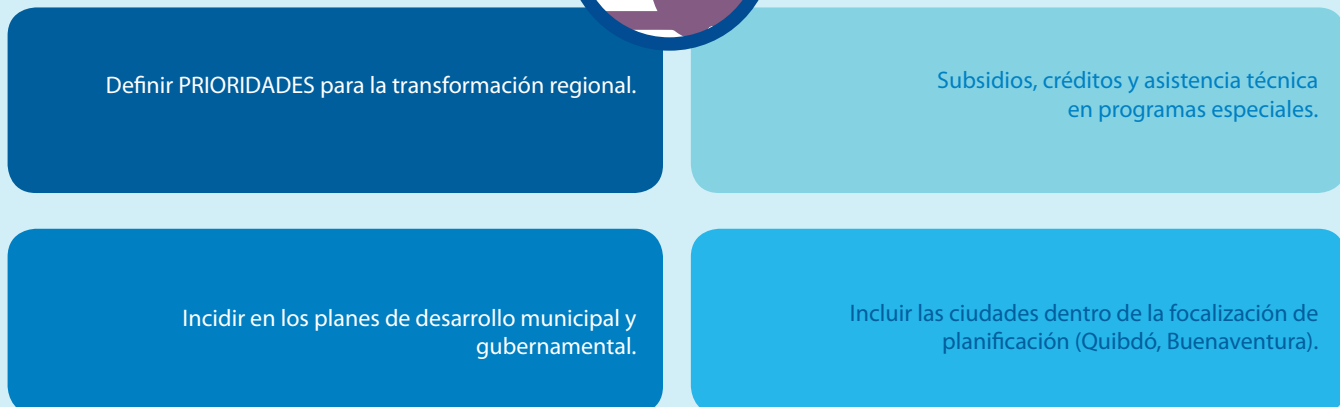 Definir PRIORIDADES para la transformación regional.
Subsidios, créditos y asistencia técnica
en programas especiales.
Incidir en los planes de desarrollo municipal y
gubernamental.
Incluir las ciudades dentro de la focalización de
planificación (Quibdó, Buenaventura).